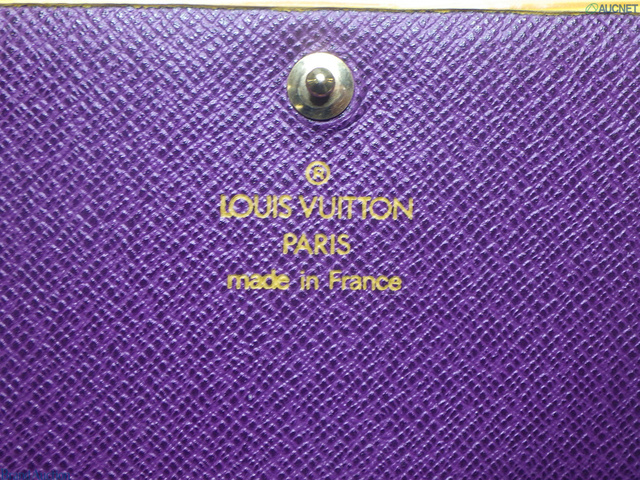 AUCNET
®
LOUIS VUITTON
PARIS
made in France